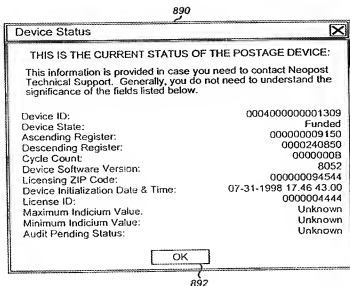 890
Device Status
THIS IS THE CURRENT STATUS OF THE POSTAGE DEVICE:
This information is provided in case you need to contact Neopost
Technical Support. Generally, you do not need to understand the
significance of the fields listed below.
Device ID: 0004000000001309
Device State: Funded
Ascending Register: 000000009150
Descending Register: 0000240850
Cycle Count: 0000000B
Device Software Version: 8052
Licensing ZIP Code: 000000094544
Device Initialization Date & Time: 07-31-1998 17.46 43.00
License ID: 0000004444
Maximum Indicium Value. Unknown
Minimum Indicium Value: Unknown
Audit Pending Status: Unknown
OK
892